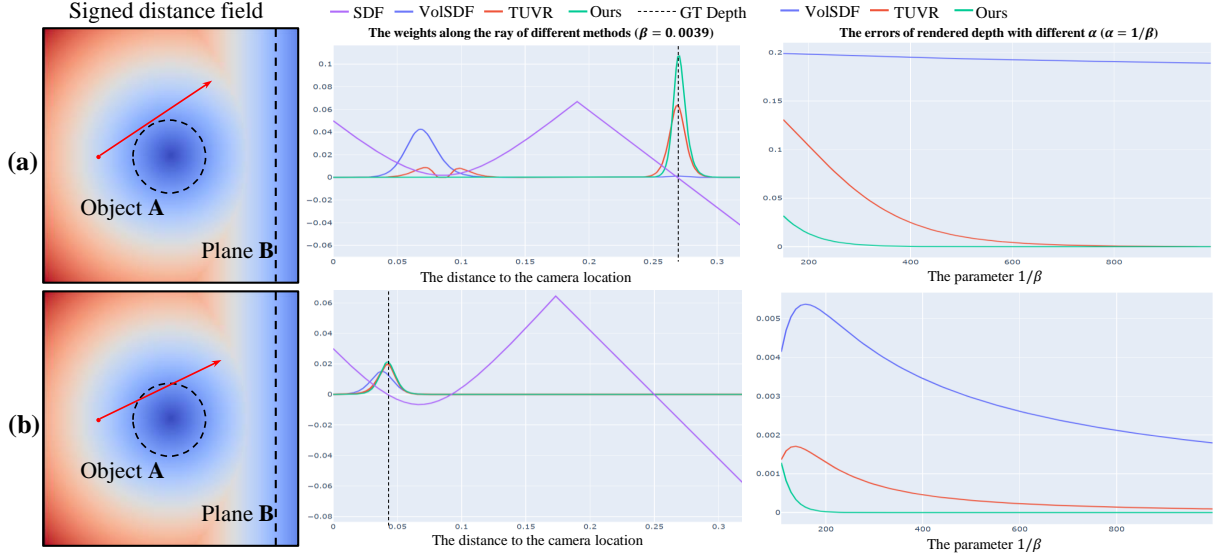 Signed distance field
SDF VolSDF TUVR Ours GT Depth
The weights along the ray of different methods (β = 0.0039)
VolSDF TUVR Ours
The errors of rendered depth with different α (α = 1/β)
(a)
Object A
Plane B
0.1
0.08
0.06
0.04
0.02
0
−0.02
−0.04
−0.06
0 0.05 0.1 0.15 0.2 0.25 0.3
The distance to the camera location
0.2
0.15
0.1
0.05
0
200 400 600 800
The parameter 1/β
(b)
Object A
Plane B
0.06
0.04
0.02
0
−0.02
−0.04
−0.06
−0.08
0 0.05 0.1 0.15 0.2 0.25 0.3
The distance to the camera location
0.005
0.004
0.003
0.002
0.001
0
200 400 600 800
The parameter 1/β